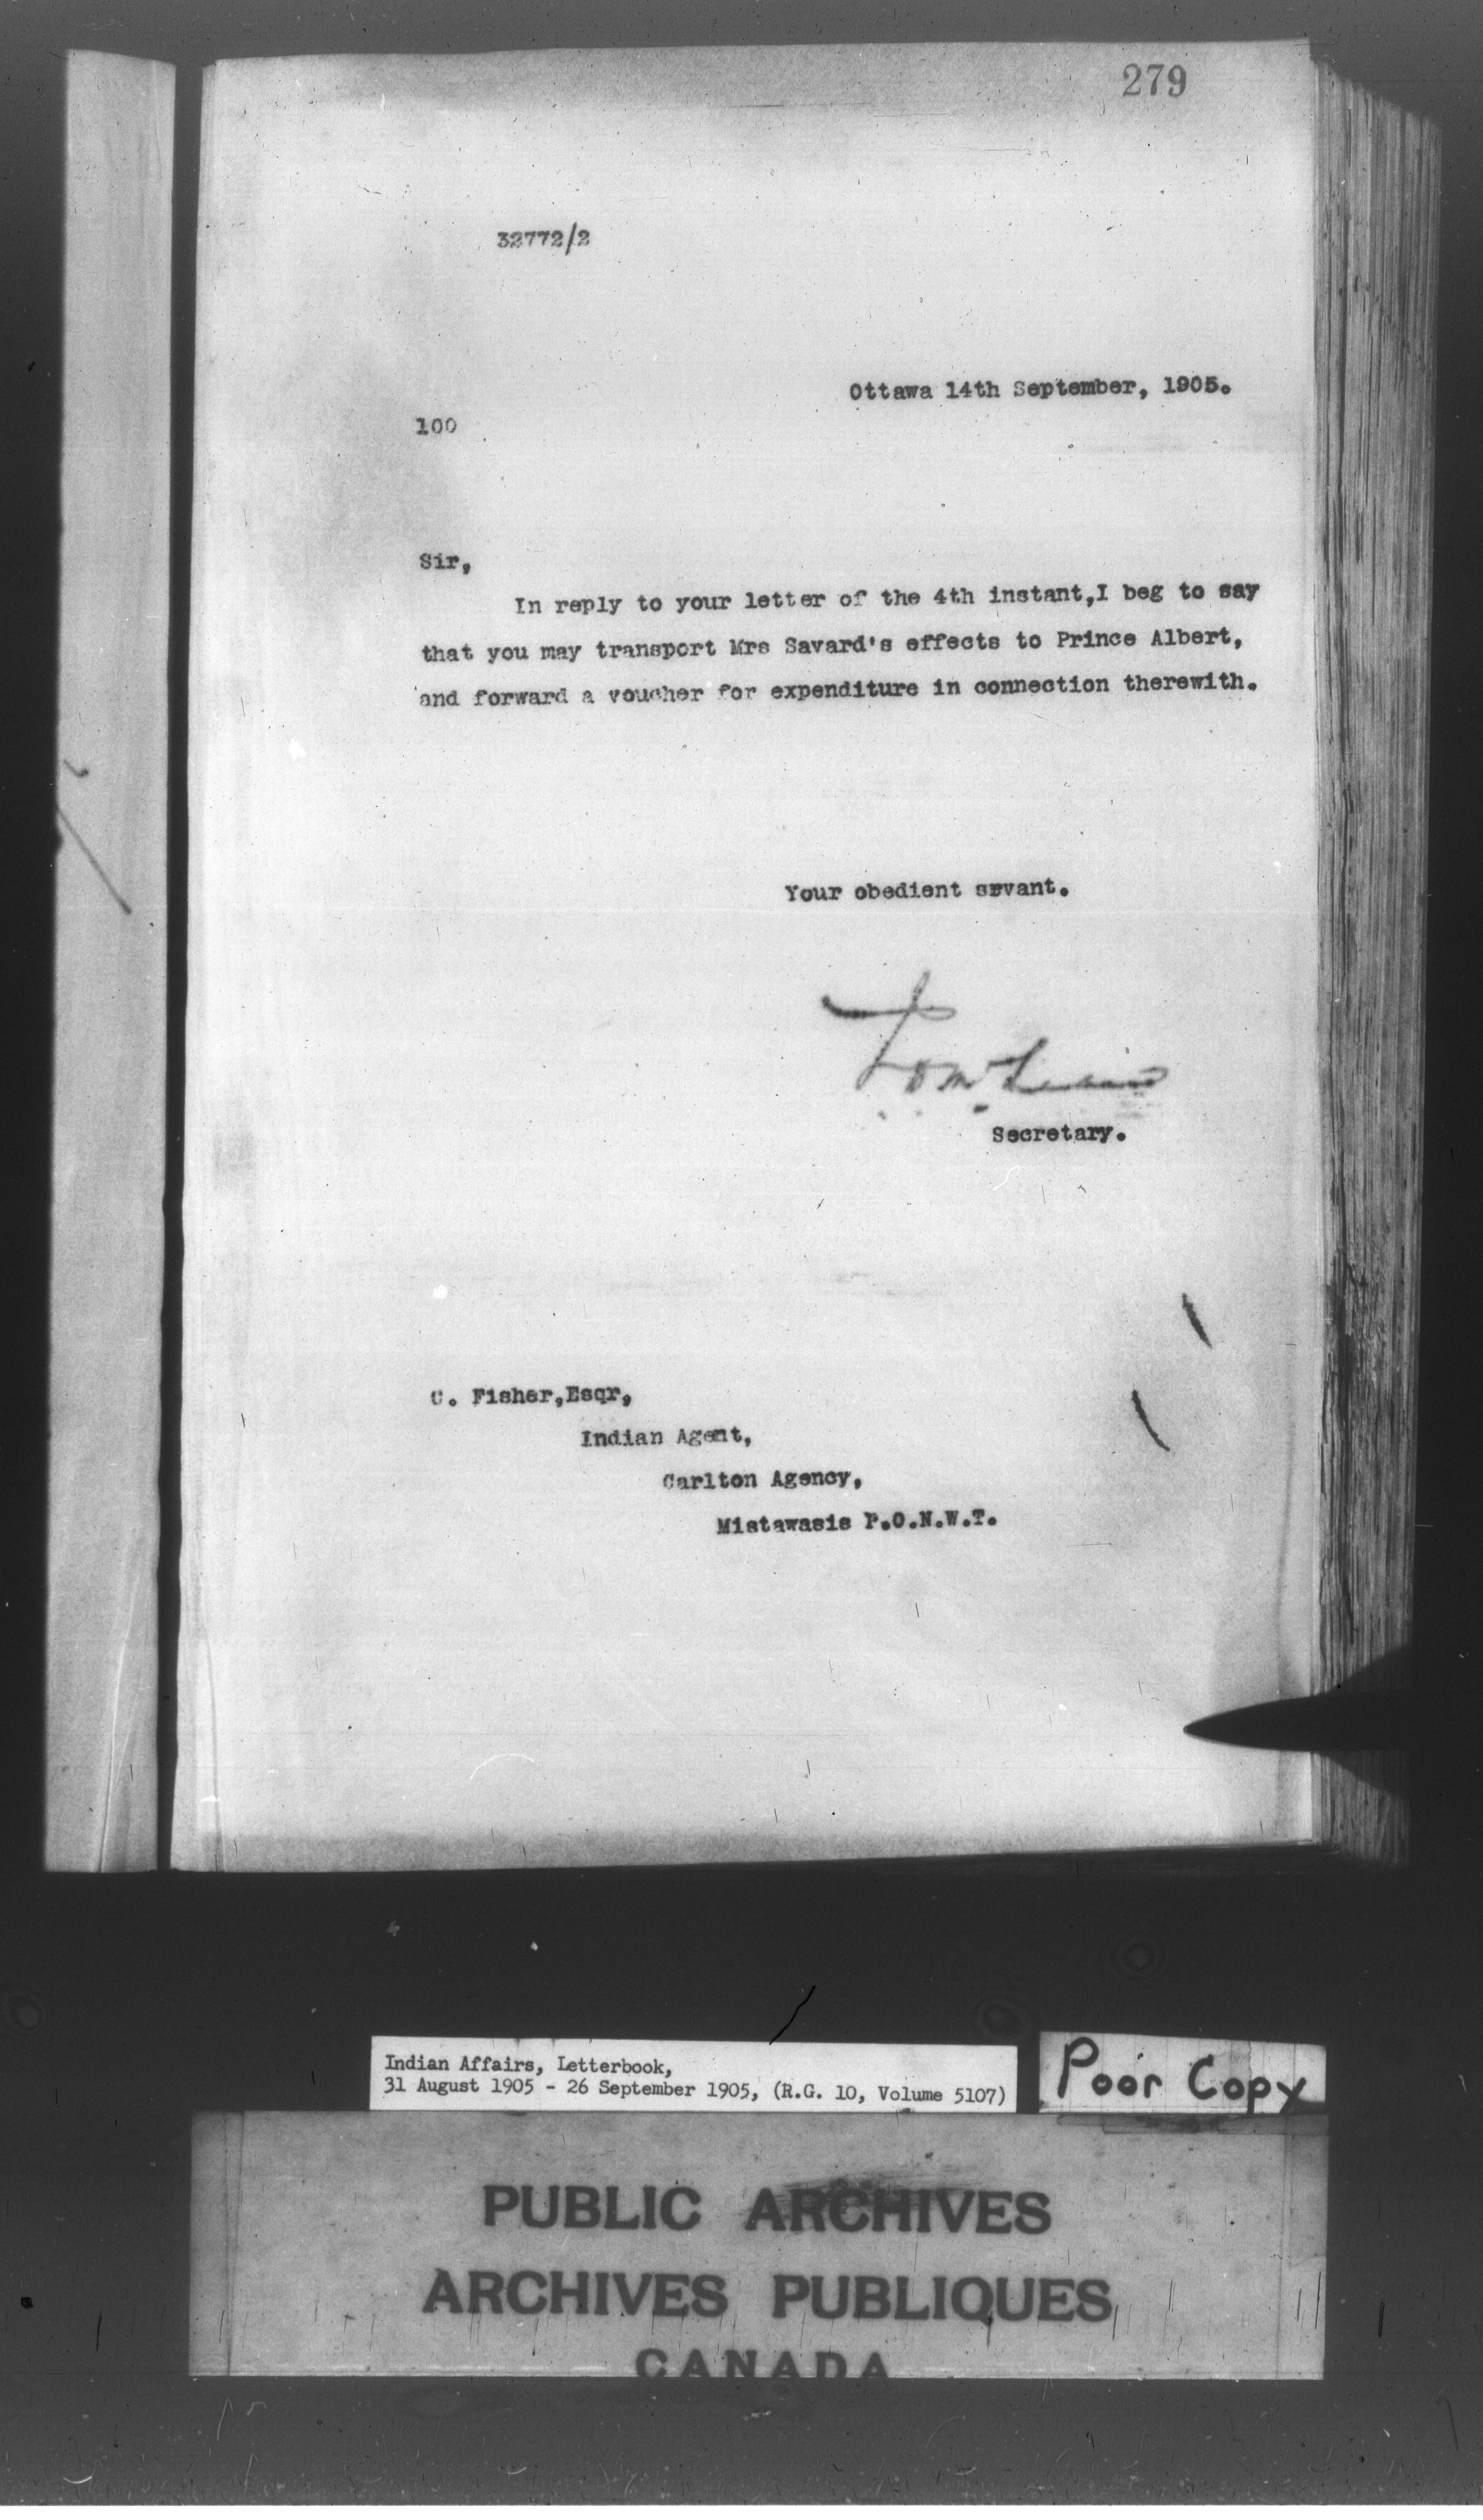 279
32772/2
Ottawa 14th September, 1905.
100
Sir,
In reply to your letter of the 4th instant,I beg to say
that you may transport Mrs Savard's effects to Prince Albert,
and forward a voucher for expenditure in connection therewith.
Your obedient srvant.
Secretary.
C. Fisher,Esqr,
Indian Agent,
Carlton Agency,
Mistawasis P.O.N.W.T.
Indian Affairs, Letterbook,
31 August 1905 - 26 September 1905, (R.G. 10, Volume 5107)
Poor Copy
PUBLIC ARCHIVES
ARCHIVES PUBLIQUES
CANADA